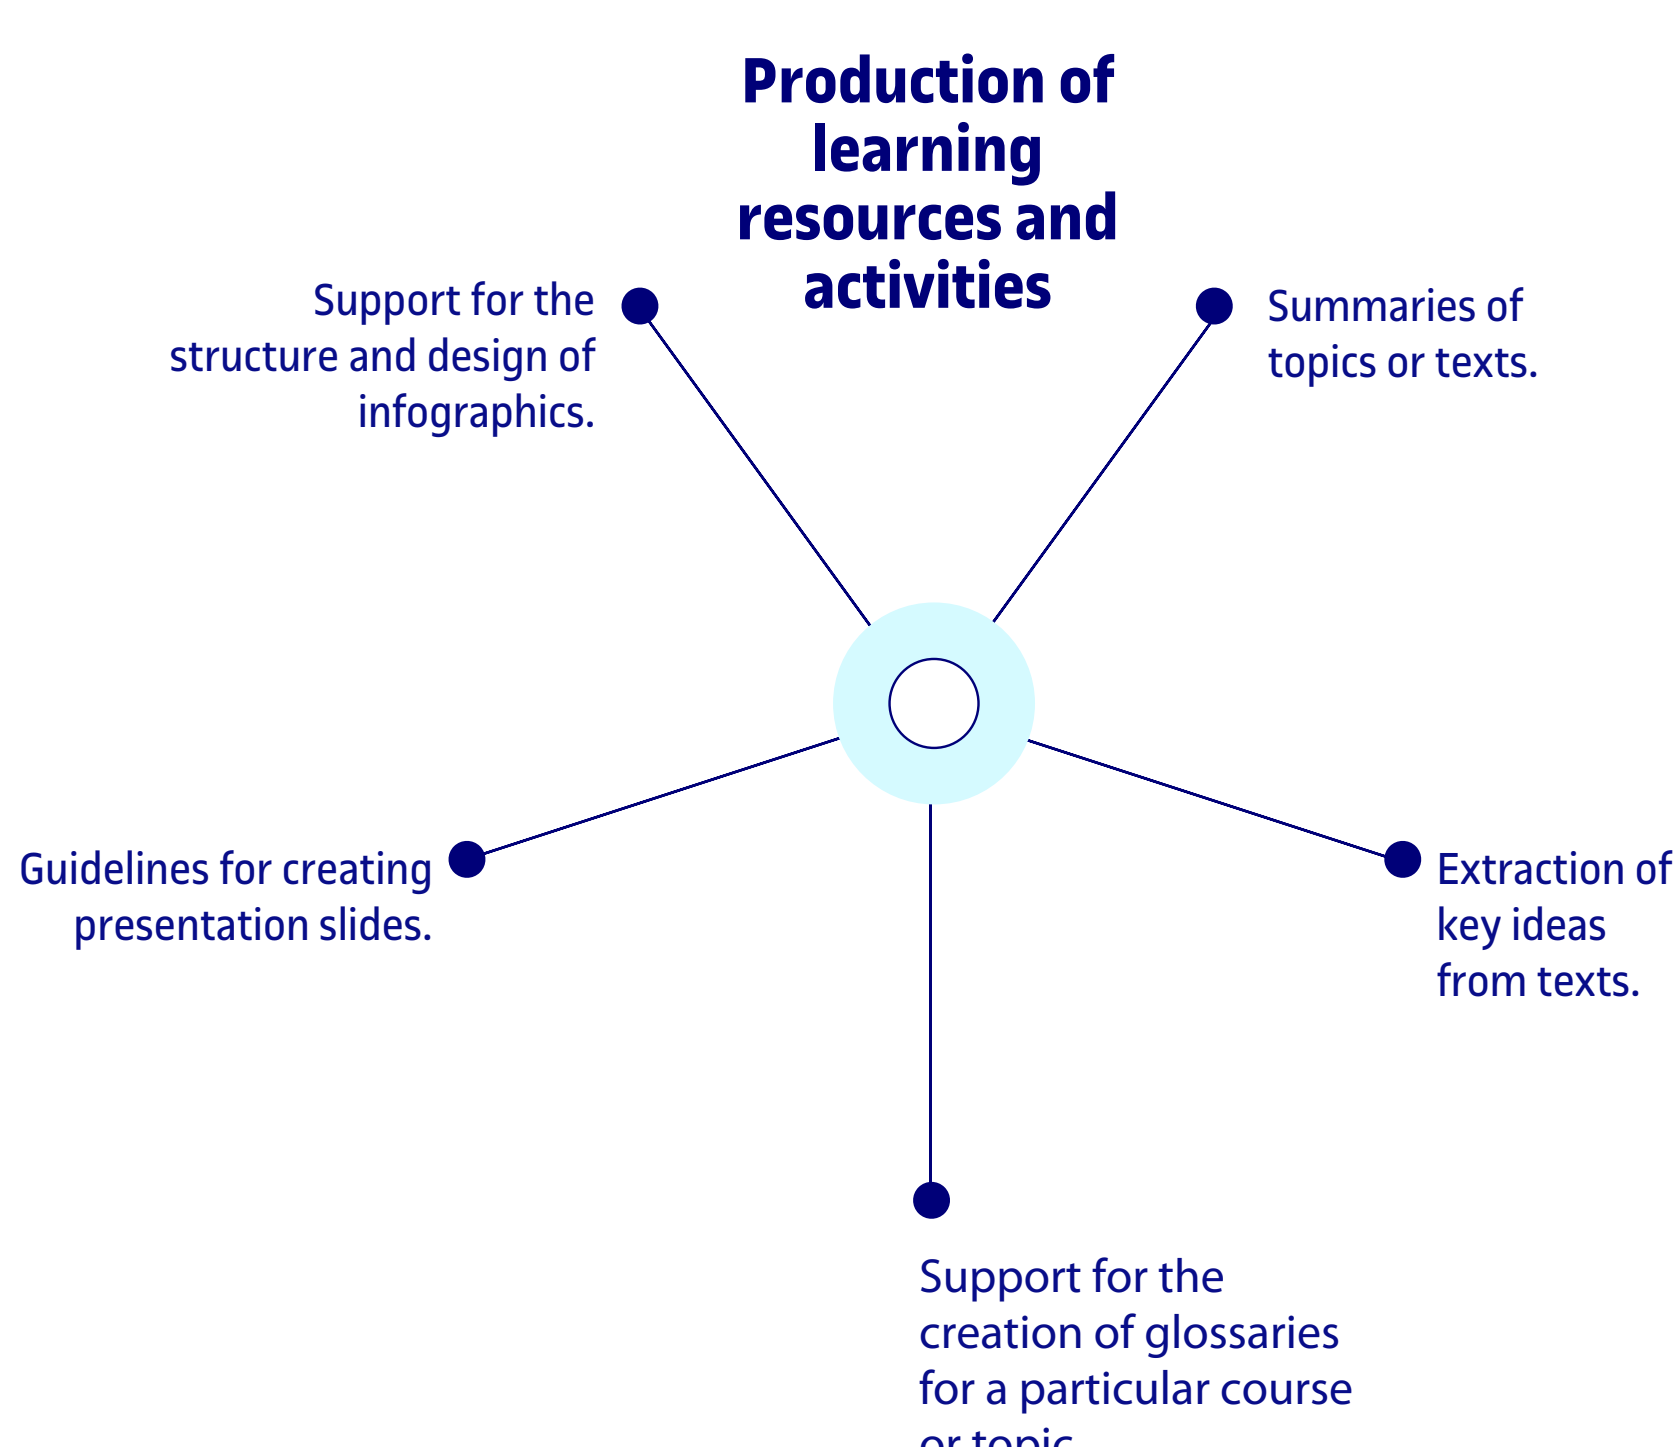 Production of
learning
resources and
activities
Support for the
structure and design of
infographics.
Summaries of
topics or texts.
Guidelines for creating
presentation slides.
Extraction of
key ideas
from texts.
Support for the
creation of glossaries
for a particular course
or topic